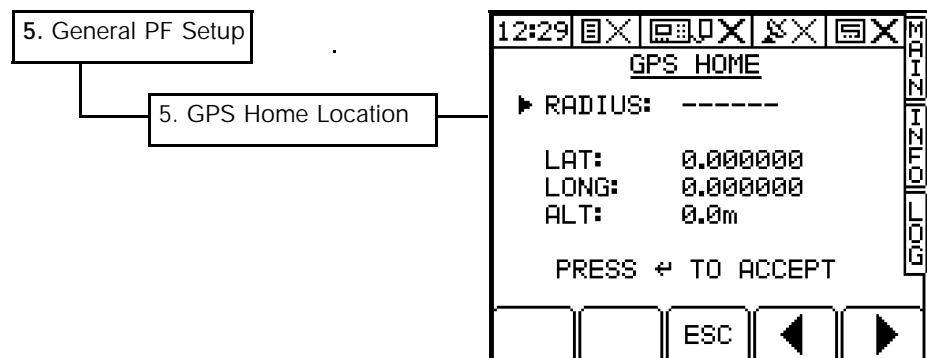 5. General PF Setup
5. GPS Home Location
12:29
GPS HOME
RADIUS: ------
LAT: 0.000000
LONG: 0.000000
ALT: 0.0m
PRESS ↵ TO ACCEPT
ESC
MAIN
INFO
LOG